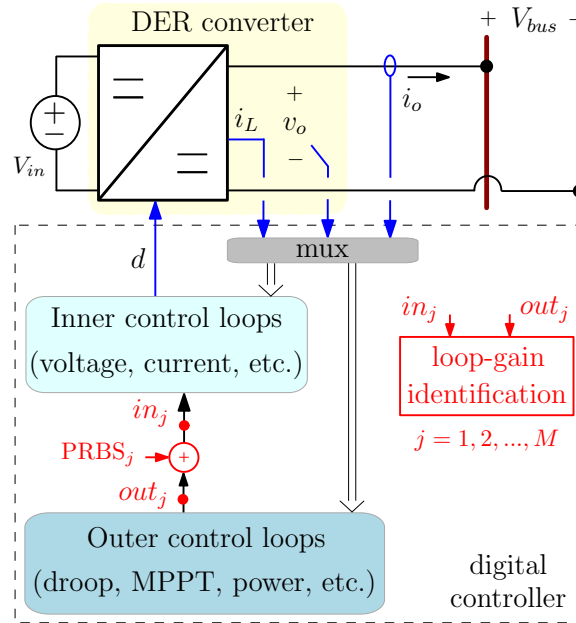 DER converter
+ V_bus −
i_L
+
v_o
−
i_o
+
−
V_in
d
mux
Inner control loops
(voltage, current, etc.)
in_j
out_j
loop-gain
identification
j = 1, 2, ..., M
in_j
PRBS_j
+
out_j
Outer control loops
(droop, MPPT, power, etc.)
digital
controller